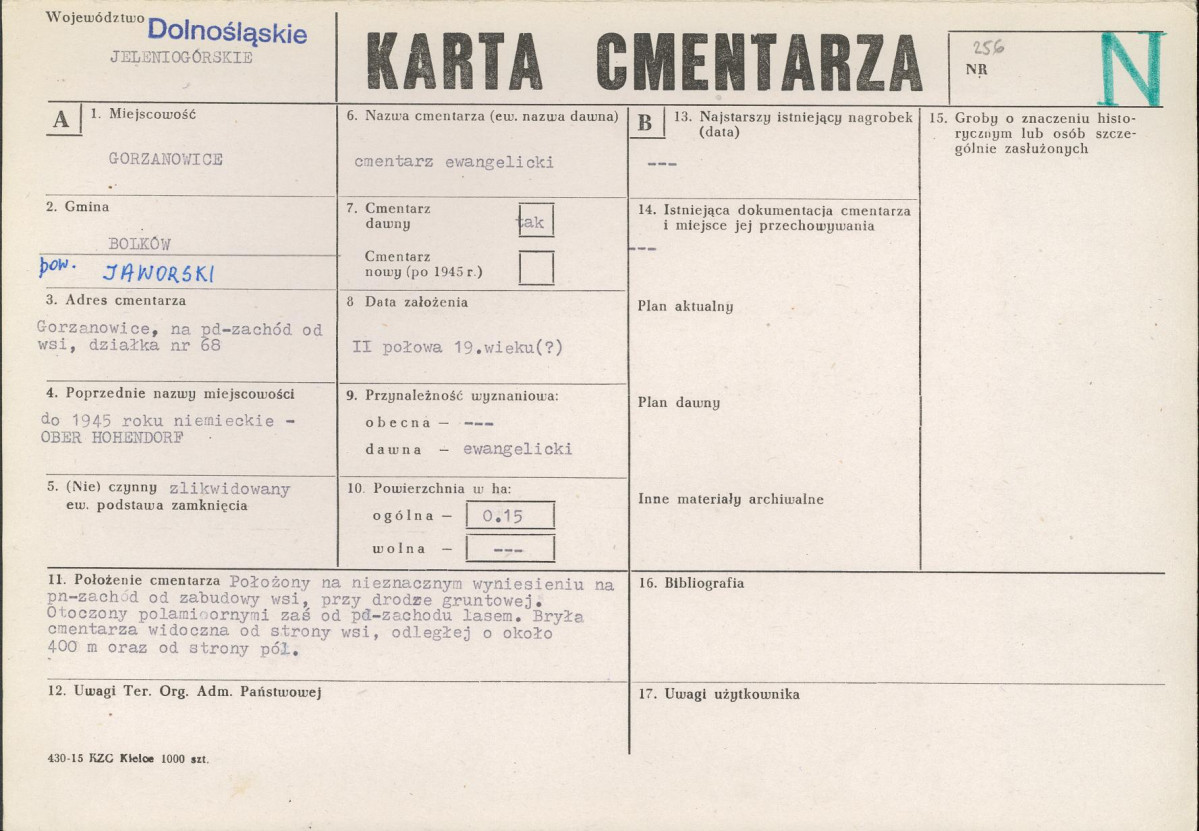 Województwo Dolnośląskie
JELENIOGÓRSKIE
KARTA CMENTARZA
256
NR
N
A
1. Miejscowość
GORZANOWICE
2. Gmina
BOLKÓW
pow. JAWORSKI
3. Adres cmentarza
Gorzanowice, na pd-zachód od
wsi, działka nr 68
4. Poprzednie nazwy miejscowości
do 1945 roku niemieckie -
OBER HOHENDORF
5. (Nie) czynny zlikwidowany
ew. podstawa zamknięcia
6. Nazwa cmentarza (ew. nazwa dawna)
cmentarz ewangelicki
7. Cmentarz
dawny tak
Cmentarz
nowy (po 1945 r.)
8 Data założenia
II połowa 19.wieku(?)
9. Przynależność wyznaniowa:
obecna — ---
dawna — ewangelicki
10. Powierzchnia w ha:
ogólna — 0.15
wolna — ---
11. Położenie cmentarza Położony na nieznacznym wyniesieniu na
pn-zachód od zabudowy wsi, przy drodze gruntowej.
Otoczony polami ornymi zaś od pd-zachodu lasem. Bryła
cmentarza widoczna od strony wsi, odległej o około
400 m oraz od strony pól.
12. Uwagi Ter. Org. Adm. Państwowej
430-15 KZG Kielce 1000 szt.
B
13. Najstarszy istniejący nagrobek
(data)
---
14. Istniejąca dokumentacja cmentarza
i miejsce jej przechowywania
---
Plan aktualny
Plan dawny
Inne materiały archiwalne
15. Groby o znaczeniu histo-
rycznym lub osób szcze-
gólnie zasłużonych
16. Bibliografia
17. Uwagi użytkownika